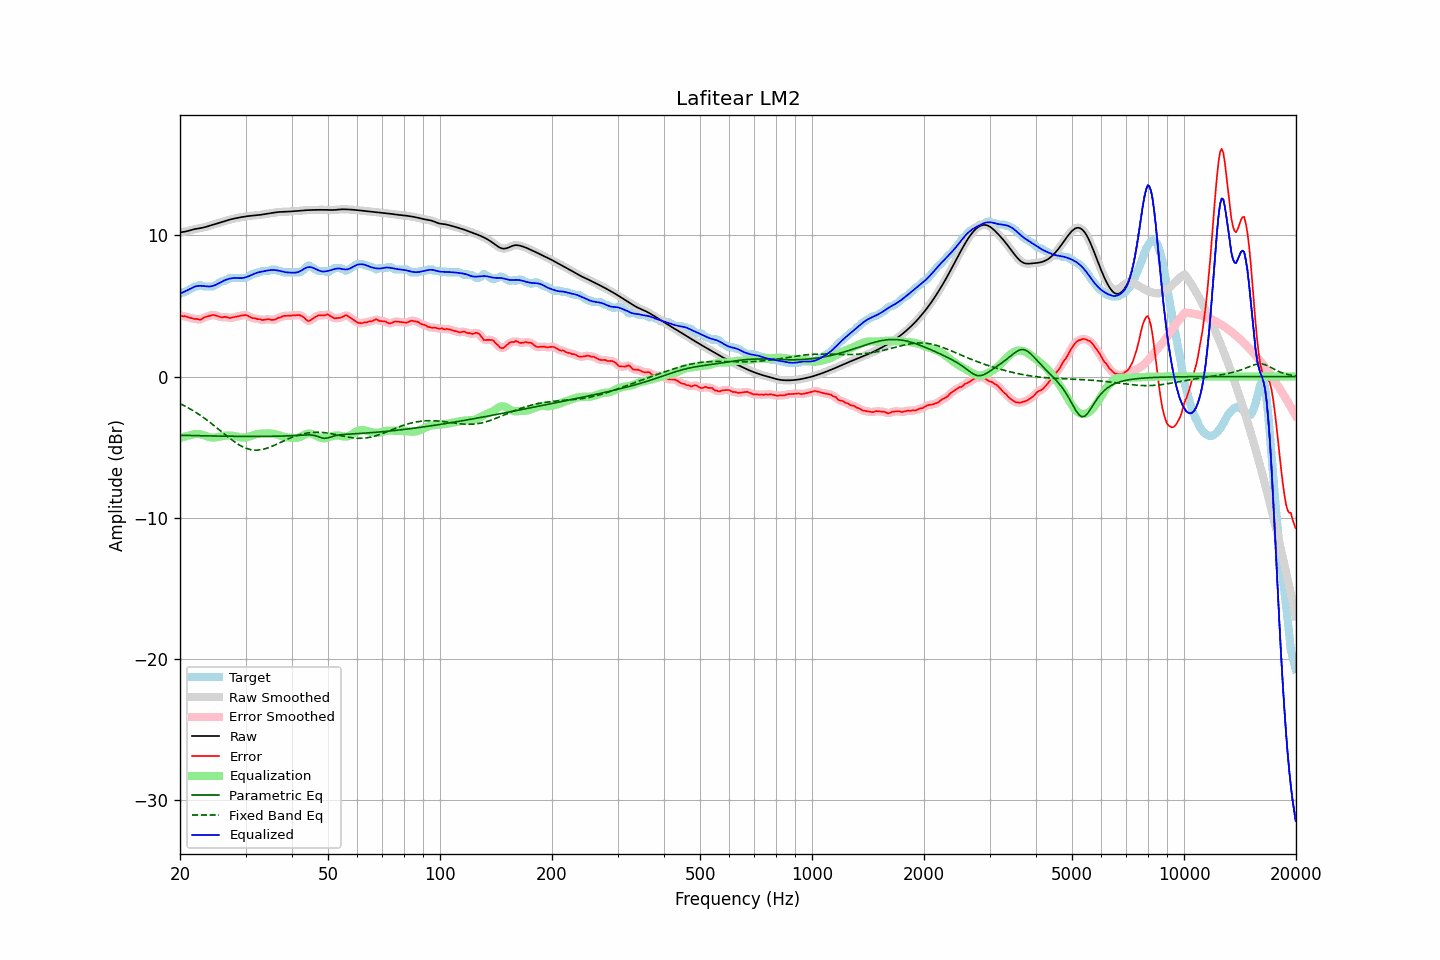 Lafitear LM2
10
0
−10
−20
−30
Amplitude (dBr)
Target
Raw Smoothed
Error Smoothed
Raw
Error
Equalization
Parametric Eq
Fixed Band Eq
Equalized
20 50 100 200 500 1000 2000 5000 10000 20000
Frequency (Hz)